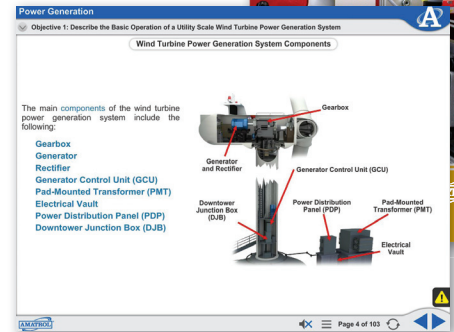 Power Generation
Objective 1: Describe the Basic Operation of a Utility Scale Wind Turbine Power Generation System
Wind Turbine Power Generation System Components
The main components of the wind turbine
power generation system include the
following:
Gearbox
Generator
Rectifier
Generator Control Unit (GCU)
Pad-Mounted Transformer (PMT)
Electrical Vault
Power Distribution Panel (PDP)
Downtower Junction Box (DJB)
Gearbox
Generator
and Rectifier
Generator Control Unit (GCU)
Downtower
Junction Box
(DJB)
Power Distribution
Panel (PDP)
Pad-Mounted
Transformer (PMT)
Electrical
Vault
AMATROL
Page 4 of 103